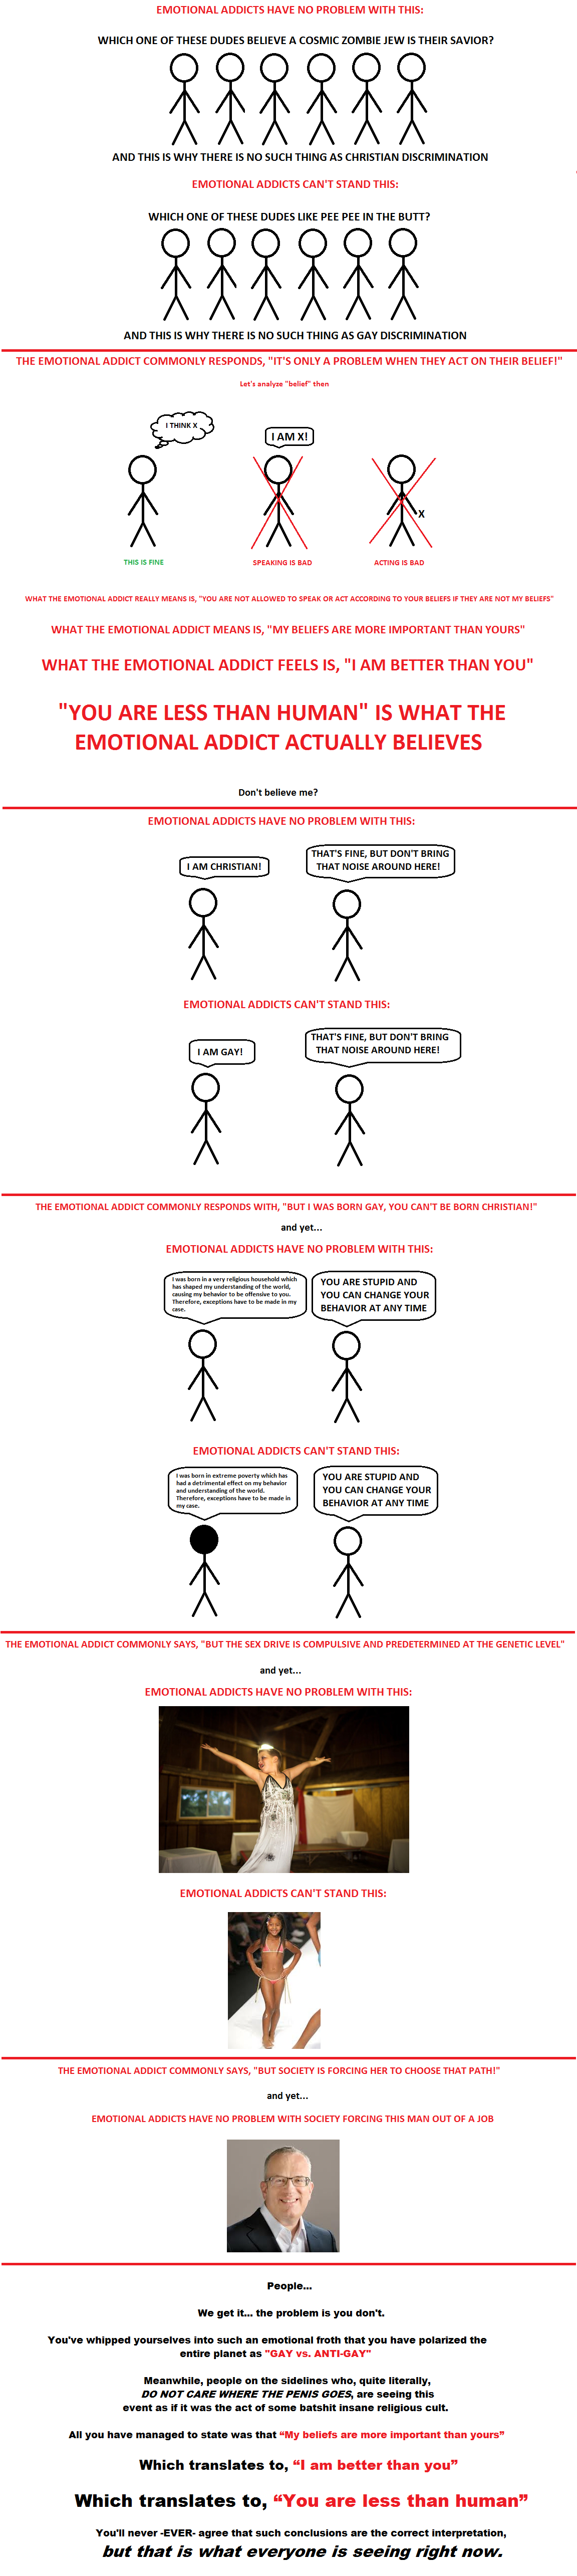 EMOTIONAL ADDICTS HAVE NO PROBLEM WITH THIS:
WHICH ONE OF THESE DUDES BELIEVE A COSMIC ZOMBIE JEW IS THEIR SAVIOR?
AND THIS IS WHY THERE IS NO SUCH THING AS CHRISTIAN DISCRIMINATION
EMOTIONAL ADDICTS CAN'T STAND THIS:
WHICH ONE OF THESE DUDES LIKE PEE PEE IN THE BUTT?
AND THIS IS WHY THERE IS NO SUCH THING AS GAY DISCRIMINATION
THE EMOTIONAL ADDICT COMMONLY RESPONDS, "IT'S ONLY A PROBLEM WHEN THEY ACT ON THEIR BELIEF!"
Let's analyze "belief" then
I THINK X
I AM X!
X
THIS IS FINE
SPEAKING IS BAD
ACTING IS BAD
WHAT THE EMOTIONAL ADDICT REALLY MEANS IS, "YOU ARE NOT ALLOWED TO SPEAK OR ACT ACCORDING TO YOUR BELIEFS IF THEY ARE NOT MY BELIEFS"
WHAT THE EMOTIONAL ADDICT MEANS IS, "MY BELIEFS ARE MORE IMPORTANT THAN YOURS"
WHAT THE EMOTIONAL ADDICT FEELS IS, "I AM BETTER THAN YOU"
"YOU ARE LESS THAN HUMAN" IS WHAT THE
EMOTIONAL ADDICT ACTUALLY BELIEVES
Don't believe me?
EMOTIONAL ADDICTS HAVE NO PROBLEM WITH THIS:
I AM CHRISTIAN!
THAT'S FINE, BUT DON'T BRING
THAT NOISE AROUND HERE!
EMOTIONAL ADDICTS CAN'T STAND THIS:
I AM GAY!
THAT'S FINE, BUT DON'T BRING
THAT NOISE AROUND HERE!
THE EMOTIONAL ADDICT COMMONLY RESPONDS WITH, "BUT I WAS BORN GAY, YOU CAN'T BE BORN CHRISTIAN!"
and yet...
EMOTIONAL ADDICTS HAVE NO PROBLEM WITH THIS:
I was born in a very religious household which
has shaped my understanding of the world,
causing my behavior to be offensive to you.
Therefore, exceptions have to be made in my
case.
YOU ARE STUPID AND
YOU CAN CHANGE YOUR
BEHAVIOR AT ANY TIME
EMOTIONAL ADDICTS CAN'T STAND THIS:
I was born in extreme poverty which has
had a detrimental effect on my behavior
and understanding of the world.
Therefore, exceptions have to be made in
my case.
YOU ARE STUPID AND
YOU CAN CHANGE YOUR
BEHAVIOR AT ANY TIME
THE EMOTIONAL ADDICT COMMONLY SAYS, "BUT THE SEX DRIVE IS COMPULSIVE AND PREDETERMINED AT THE GENETIC LEVEL"
and yet...
EMOTIONAL ADDICTS HAVE NO PROBLEM WITH THIS:
EMOTIONAL ADDICTS CAN'T STAND THIS:
THE EMOTIONAL ADDICT COMMONLY SAYS, "BUT SOCIETY IS FORCING HER TO CHOOSE THAT PATH!"
and yet...
EMOTIONAL ADDICTS HAVE NO PROBLEM WITH SOCIETY FORCING THIS MAN OUT OF A JOB
People...
We get it... the problem is you don't.
You've whipped yourselves into such an emotional froth that you have polarized the
entire planet as "GAY vs. ANTI-GAY"
Meanwhile, people on the sidelines who, quite literally,
DO NOT CARE WHERE THE PENIS GOES, are seeing this
event as if it was the act of some batshit insane religious cult.
All you have managed to state was that “My beliefs are more important than yours”
Which translates to, “I am better than you”
Which translates to, “You are less than human”
You'll never -EVER- agree that such conclusions are the correct interpretation,
but that is what everyone is seeing right now.